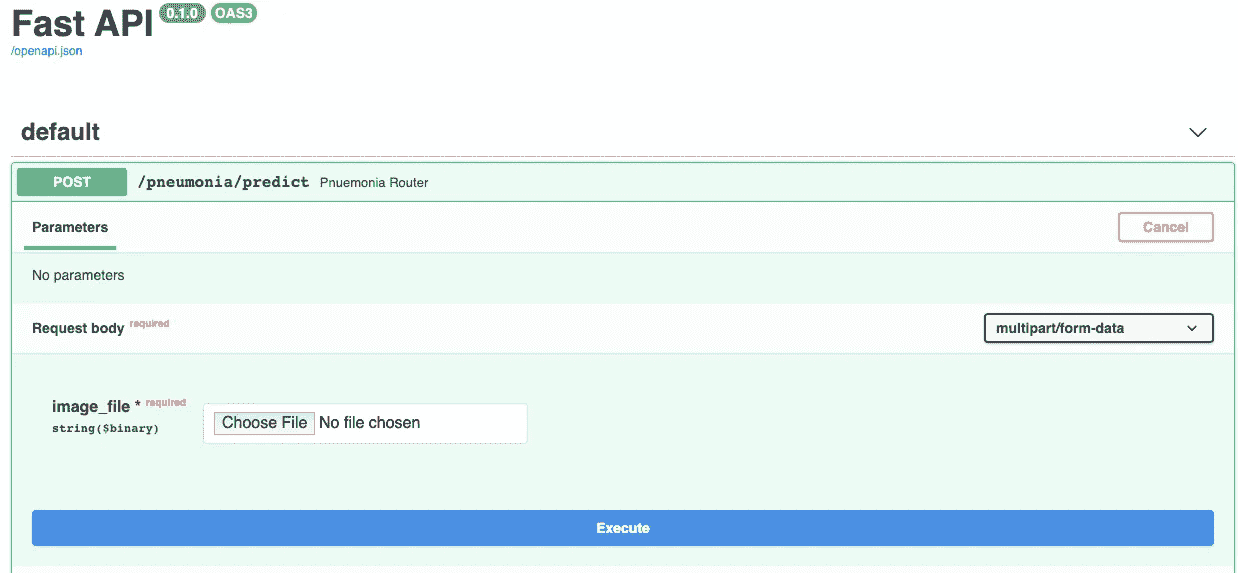 Fast API 0.1.0 OAS3
/openapi.json
default
POST /pneumonia/predict Pnuemonia Router
Parameters Cancel
No parameters
Request body required multipart/form-data
image_file * required
string($binary)
Choose File No file chosen
Execute